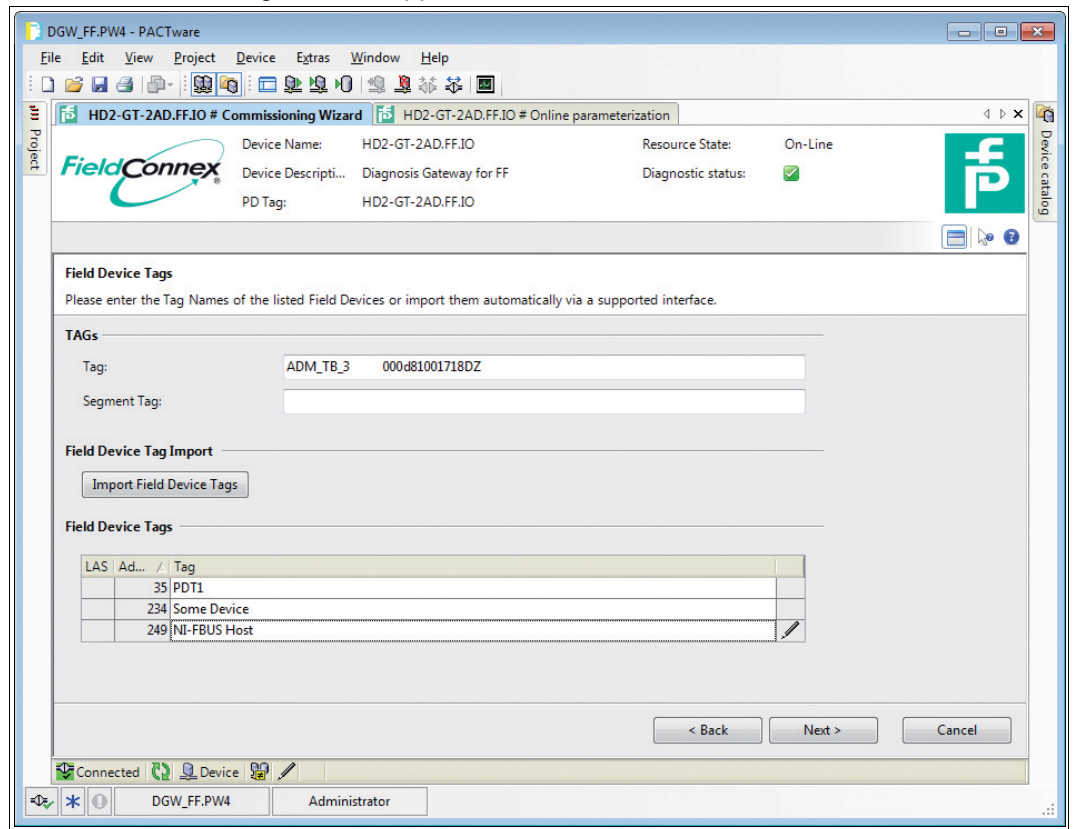 DGW_FF.PW4 - PACTware
File Edit View Project Device Extras Window Help
HD2-GT-2AD.FF.IO # Commissioning Wizard HD2-GT-2AD.FF.IO # Online parameterization
Project
Device catalog
FieldConnex®
Device Name: HD2-GT-2AD.FF.IO Resource State: On-Line
Device Descripti... Diagnosis Gateway for FF Diagnostic status:
PD Tag: HD2-GT-2AD.FF.IO
Field Device Tags
Please enter the Tag Names of the listed Field Devices or import them automatically via a supported interface.
TAGs
Tag: ADM_TB_3 000d81001718DZ
Segment Tag:
Field Device Tag Import
Import Field Device Tags
Field Device Tags
LAS Ad... / Tag
35 PDT1
234 Some Device
249 NI-FBUS Host
< Back Next > Cancel
Connected Device
DGW_FF.PW4 Administrator